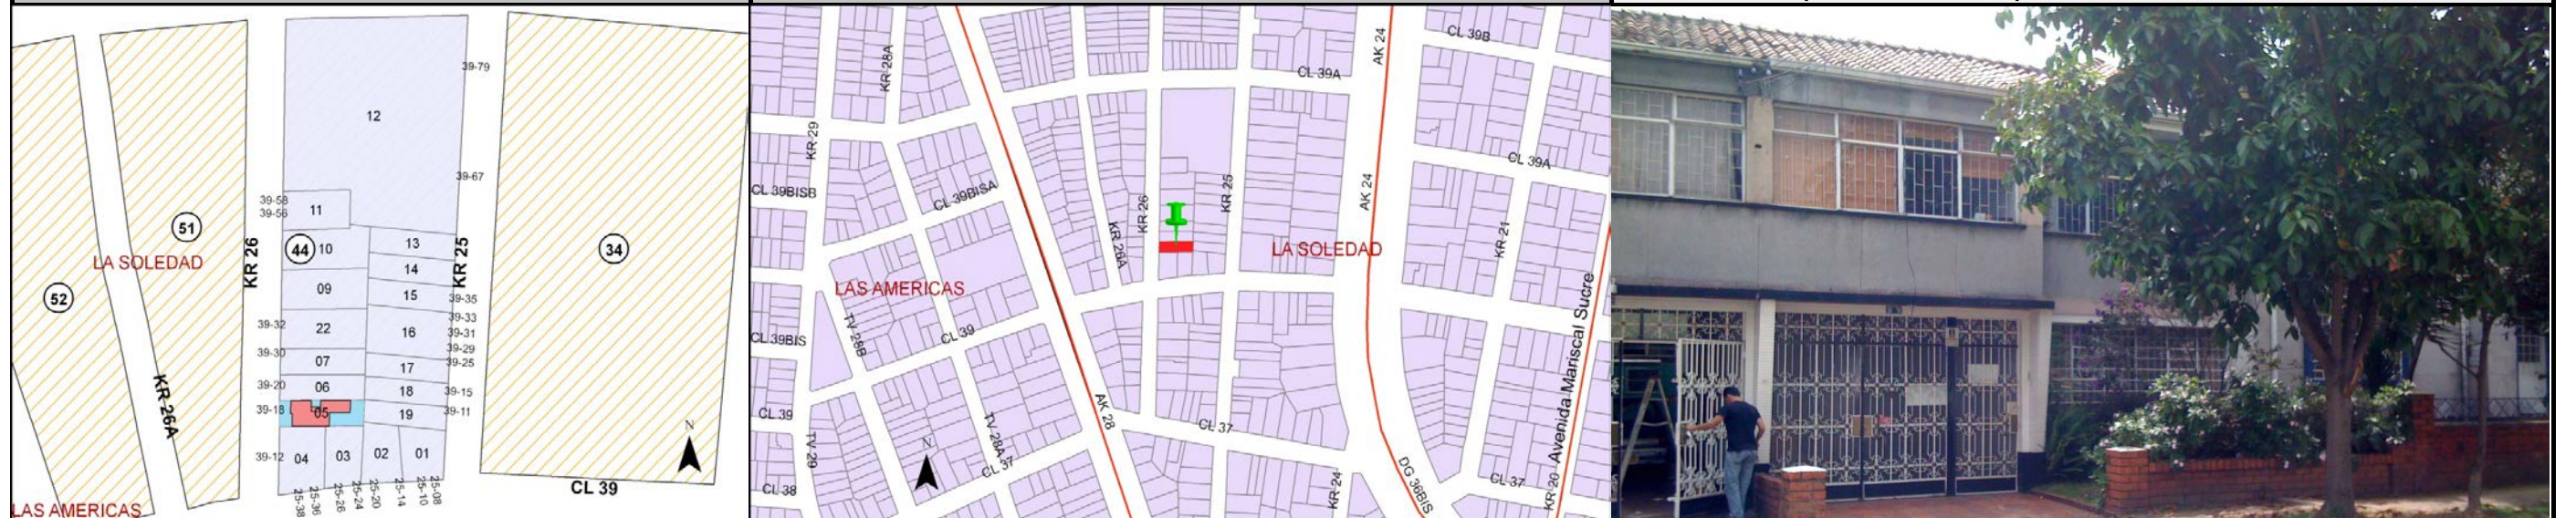 39-79
12
39-67
39-58
39-56
11
51
KR 26
44
10
13
KR 25
34
LA SOLEDAD
14
52
09
15
39-35
39-32
22
16
39-33
39-31
39-30
07
17
39-29
39-25
39-20
06
18
39-15
KR 26A
39-18
05
19
39-11
39-12
04
03
02
01
N
CL 39
25-38
25-36
25-26
25-24
25-20
25-14
25-10
25-08
LAS AMERICAS
KR 28A
AK 24
CL 39B
CL 39A
KR 29
CL 39A
CL 39BISB
CL 39BISA
KR 26
KR 25
AK 24
KR 26A
LA SOLEDAD
KR 21
LAS AMERICAS
CL 39BIS
TV 28B
CL 39
Avenida Mariscal Sucre
CL 39
AK 28
CL 37
TV 29
TV 28A
CL 37
N
CL 38
KR 24
DG 36BIS
CL 37
KR 20